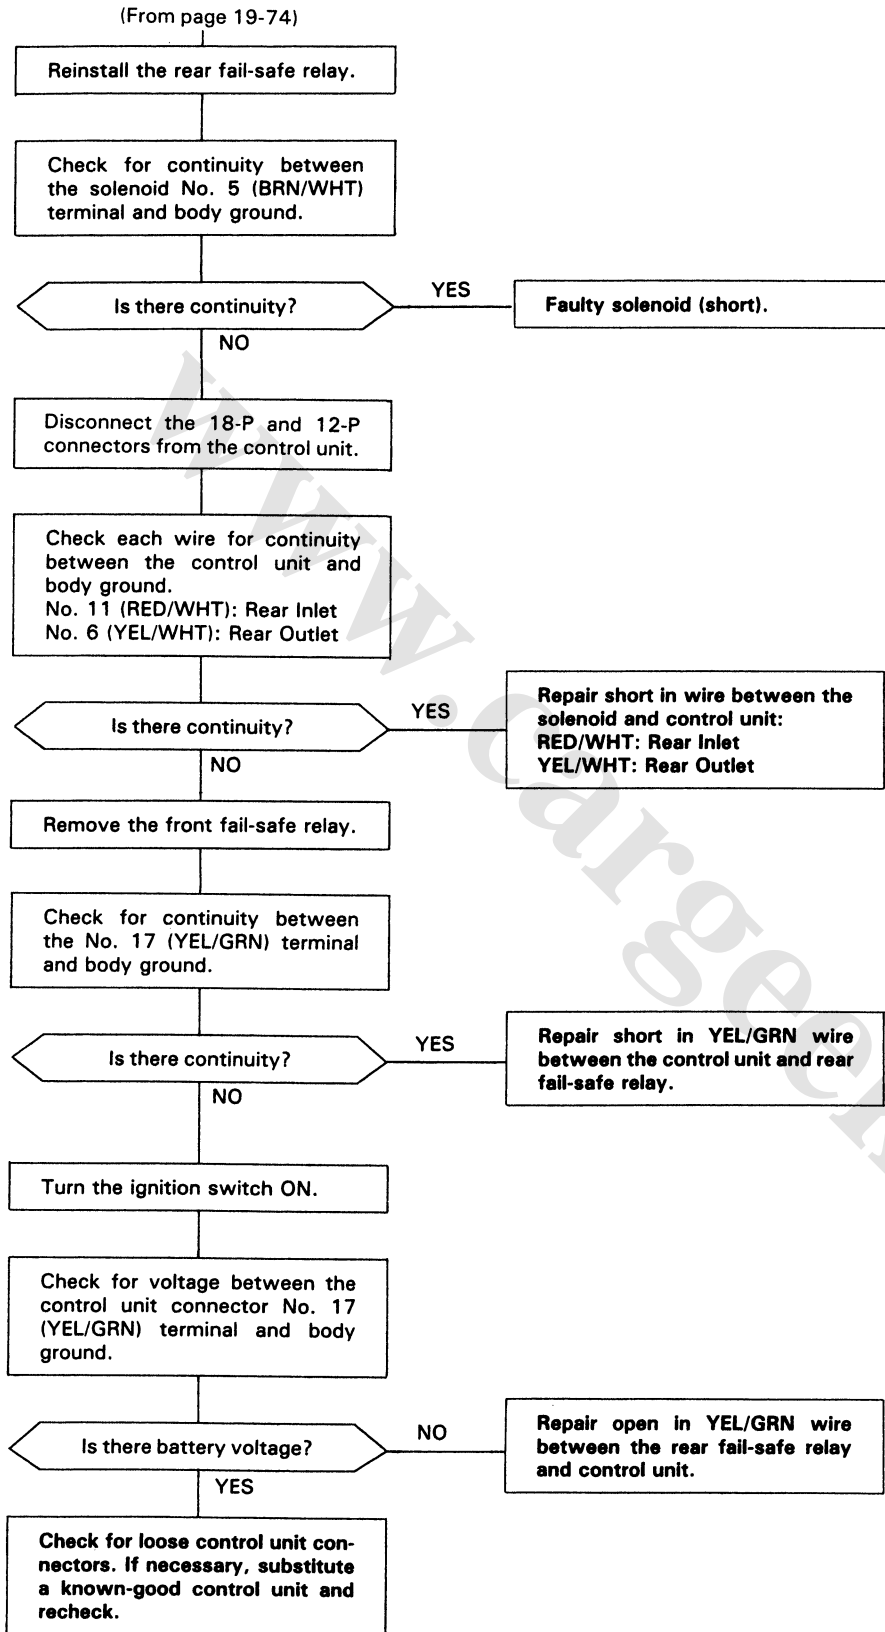 (From page 19-74)
Reinstall the rear fail-safe relay.
Check for continuity between
the solenoid No. 5 (BRN/WHT)
terminal and body ground.
Is there continuity?
YES
Faulty solenoid (short).
NO
Disconnect the 18-P and 12-P
connectors from the control unit.
Check each wire for continuity
between the control unit and
body ground.
No. 11 (RED/WHT): Rear Inlet
No. 6 (YEL/WHT): Rear Outlet
Is there continuity?
YES
Repair short in wire between the
solenoid and control unit:
RED/WHT: Rear Inlet
YEL/WHT: Rear Outlet
NO
Remove the front fail-safe relay.
Check for continuity between
the No. 17 (YEL/GRN) terminal
and body ground.
Is there continuity?
YES
Repair short in YEL/GRN wire
between the control unit and rear
fail-safe relay.
NO
Turn the ignition switch ON.
Check for voltage between the
control unit connector No. 17
(YEL/GRN) terminal and body
ground.
Is there battery voltage?
NO
Repair open in YEL/GRN wire
between the rear fail-safe relay
and control unit.
YES
Check for loose control unit con-
nectors. If necessary, substitute
a known-good control unit and
recheck.
www.cargeek